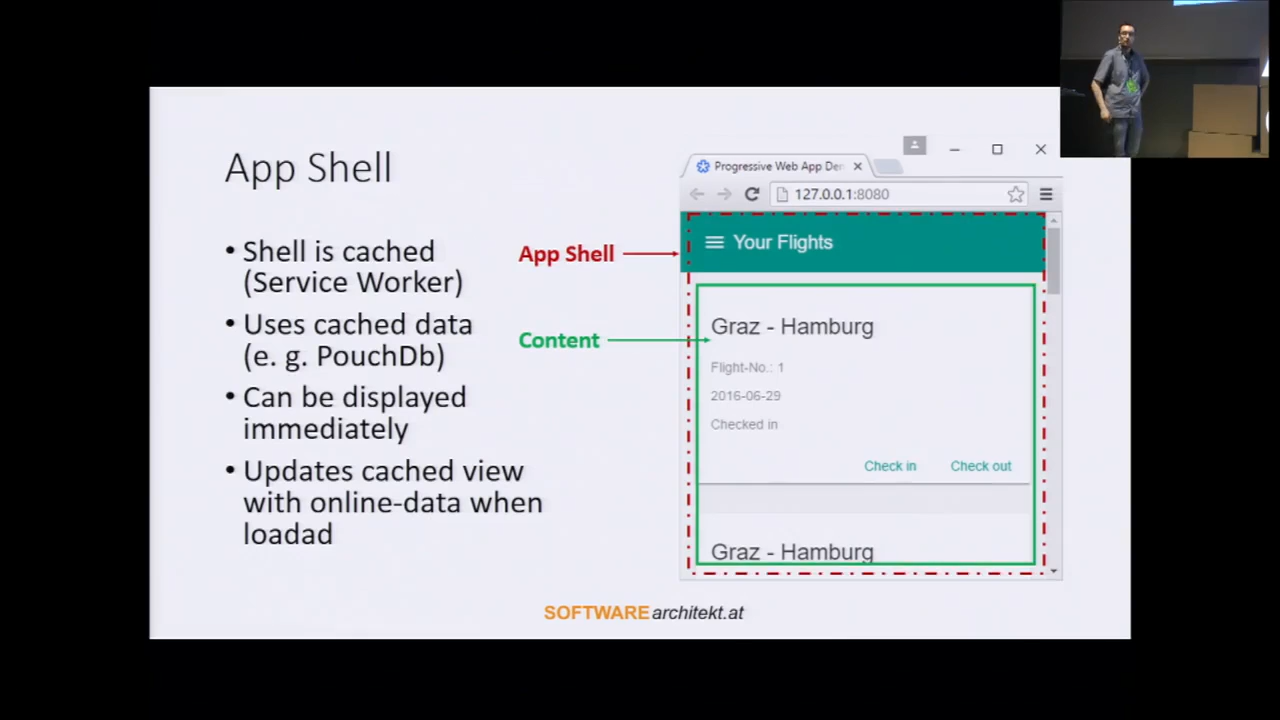 App Shell
• Shell is cached
(Service Worker)
• Uses cached data
(e. g. PouchDb)
• Can be displayed
immediately
• Updates cached view
with online-data when
loadad
App Shell
Content
Progressive Web App Den
127.0.0.1:8080
Your Flights
Graz - Hamburg
Flight-No.: 1
2016-06-29
Checked in
Check in Check out
Graz - Hamburg
SOFTWAREarchitekt.at